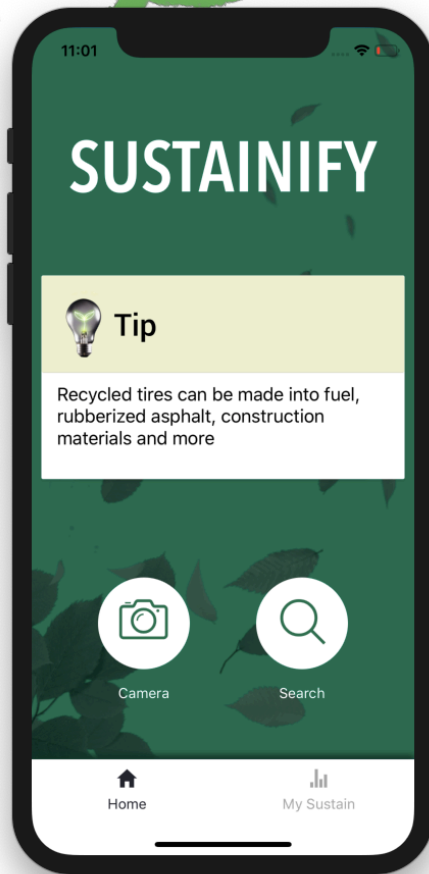 11:01
SUSTAINIFY
Tip
Recycled tires can be made into fuel,
rubberized asphalt, construction
materials and more
Camera
Search
Home
My Sustain